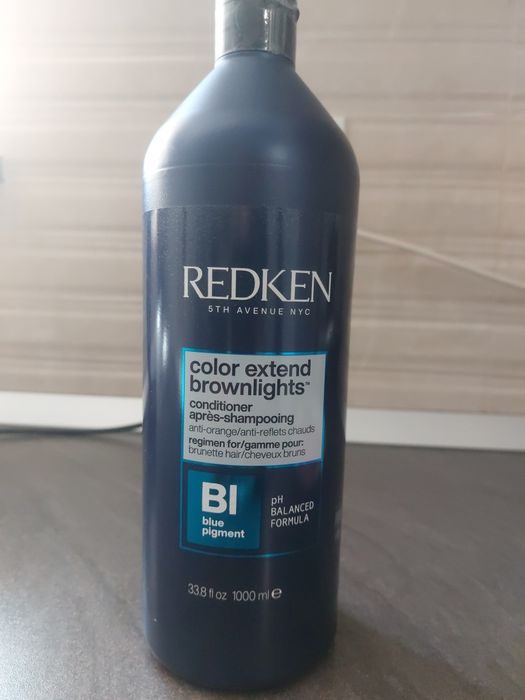 REDKEN
5TH AVENUE NYC
color extend
brownlights™
conditioner
après-shampooing
anti-orange/anti-reflets chauds
regimen for/gamme pour:
brunette hair/cheveux bruns
BI
blue
pigment
pH
BALANCED
FORMULA
33.8 fl oz 1000 ml ℮